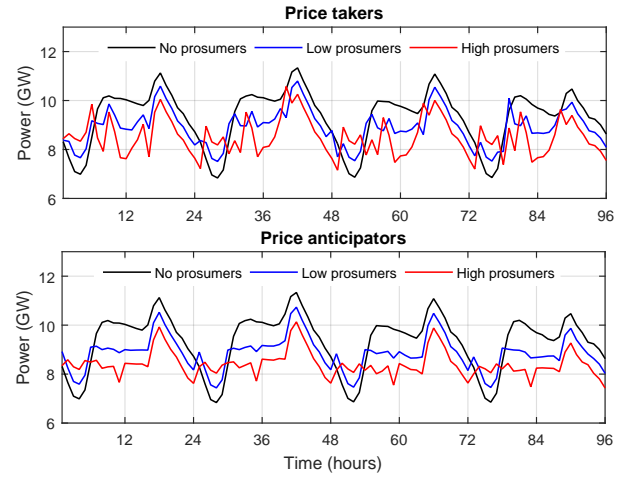 Price takers
No prosumers Low prosumers High prosumers
Power (GW)
12
10
8
6
12 24 36 48 60 72 84 96
Price anticipators
No prosumers Low prosumers High prosumers
Power (GW)
12
10
8
6
12 24 36 48 60 72 84 96
Time (hours)